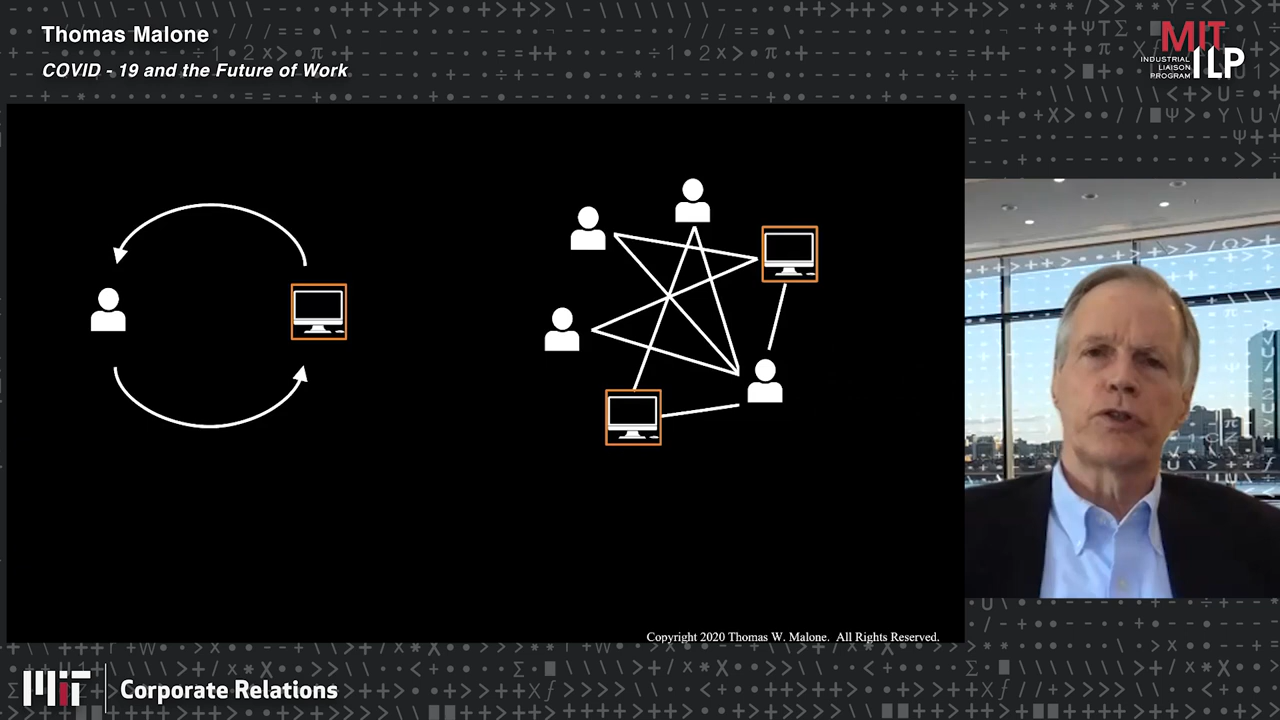 Thomas Malone
COVID - 19 and the Future of Work
MIT
INDUSTRIAL
LIAISON
PROGRAM
ILP
Copyright 2020 Thomas W. Malone. All Rights Reserved.
MIT
Corporate Relations